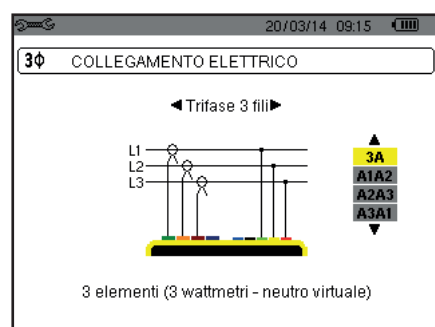 20/03/14 09:15
3Φ COLLEGAMENTO ELETTRICO
◄Trifase 3 fili►
L1
L2
L3
3A
A1A2
A2A3
A3A1
3 elementi (3 wattmetri - neutro virtuale)